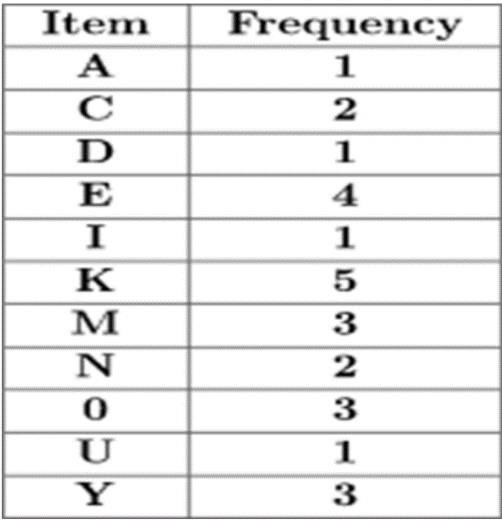 Item Frequency
A 1
C 2
D 1
E 4
I 1
K 5
M 3
N 2
0 3
U 1
Y 3